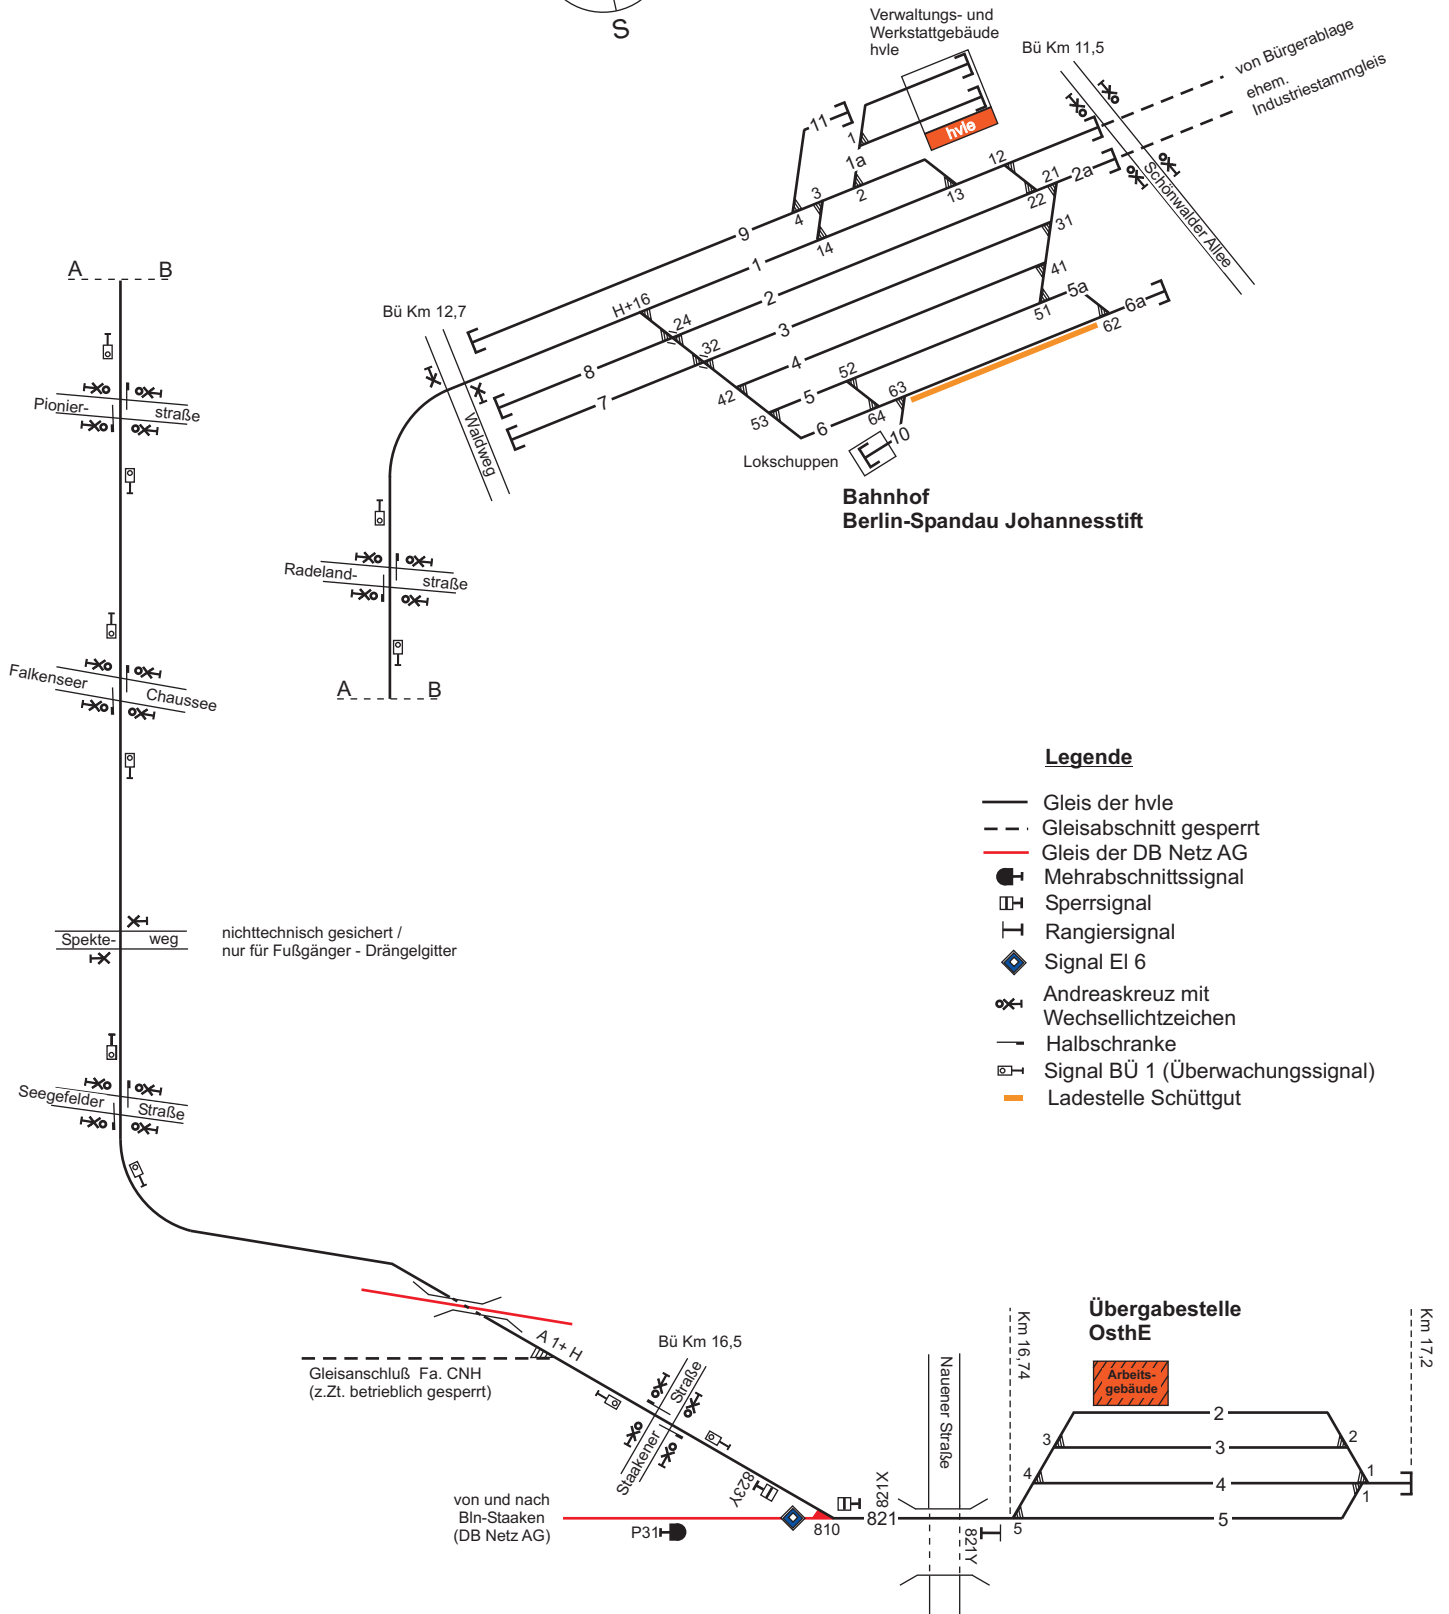 S
Verwaltungs- und
Werkstattgebäude
hvle
hvle
Bü Km 11,5
von Bürgerablage
ehem.
Industriestammgleis
Schönwalder Allee
11
1
1a
3
2
4
9
14
12
13
21
2a
22
31
1
2
3
41
H+16
24
32
8
7
4
42
5
53
52
6
64
63
10
51
5a
62
6a
Bü Km 12,7
Waldweg
Lokschuppen
Bahnhof
Berlin-Spandau Johannesstift
A B
Pionier- straße
Radeland- straße
A B
Falkenseer Chaussee
Spekte- weg
nichttechnisch gesichert /
nur für Fußgänger - Drängelgitter
Seegefelder Straße
Legende
Gleis der hvle
Gleisabschnitt gesperrt
Gleis der DB Netz AG
Mehrabschnittssignal
Sperrsignal
Rangiersignal
Signal El 6
Andreaskreuz mit
Wechsellichtzeichen
Halbschranke
Signal BÜ 1 (Überwachungssignal)
Ladestelle Schüttgut
A 1+ H
Gleisanschluß Fa. CNH
(z.Zt. betrieblich gesperrt)
Bü Km 16,5
Staakener Straße
823Y
von und nach
Bln-Staaken
(DB Netz AG)
P31
810
821
821X
Nauener Straße
821Y
Km 16,74
Übergabestelle
OsthE
Arbeits-
gebäude
Km 17,2
2
3
3
2
4
4
1
1
5
5